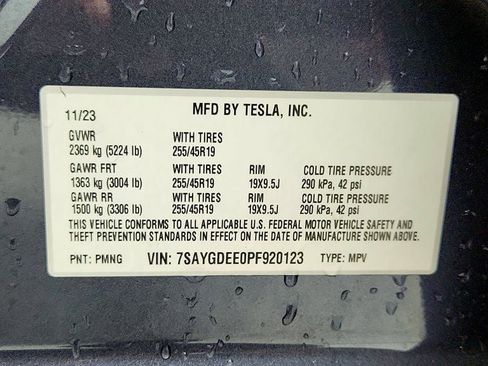 11/23 MFD BY TESLA, INC.
GVWR WITH TIRES
2369 kg (5224 lb) 255/45R19
GAWR FRT WITH TIRES RIM COLD TIRE PRESSURE
1363 kg (3004 lb) 255/45R19 19X9.5J 290 kPa, 42 psi
GAWR RR WITH TIRES RIM COLD TIRE PRESSURE
1500 kg (3306 lb) 255/45R19 19X9.5J 290 kPa, 42 psi
THIS VEHICLE CONFORMS TO ALL APPLICABLE U.S. FEDERAL MOTOR VEHICLE SAFETY AND
THEFT PREVENTION STANDARDS IN EFFECT ON THE DATE OF MANUFACTURE SHOWN ABOVE.
PNT: PMNG VIN: 7SAYGDEE0PF920123 TYPE: MPV